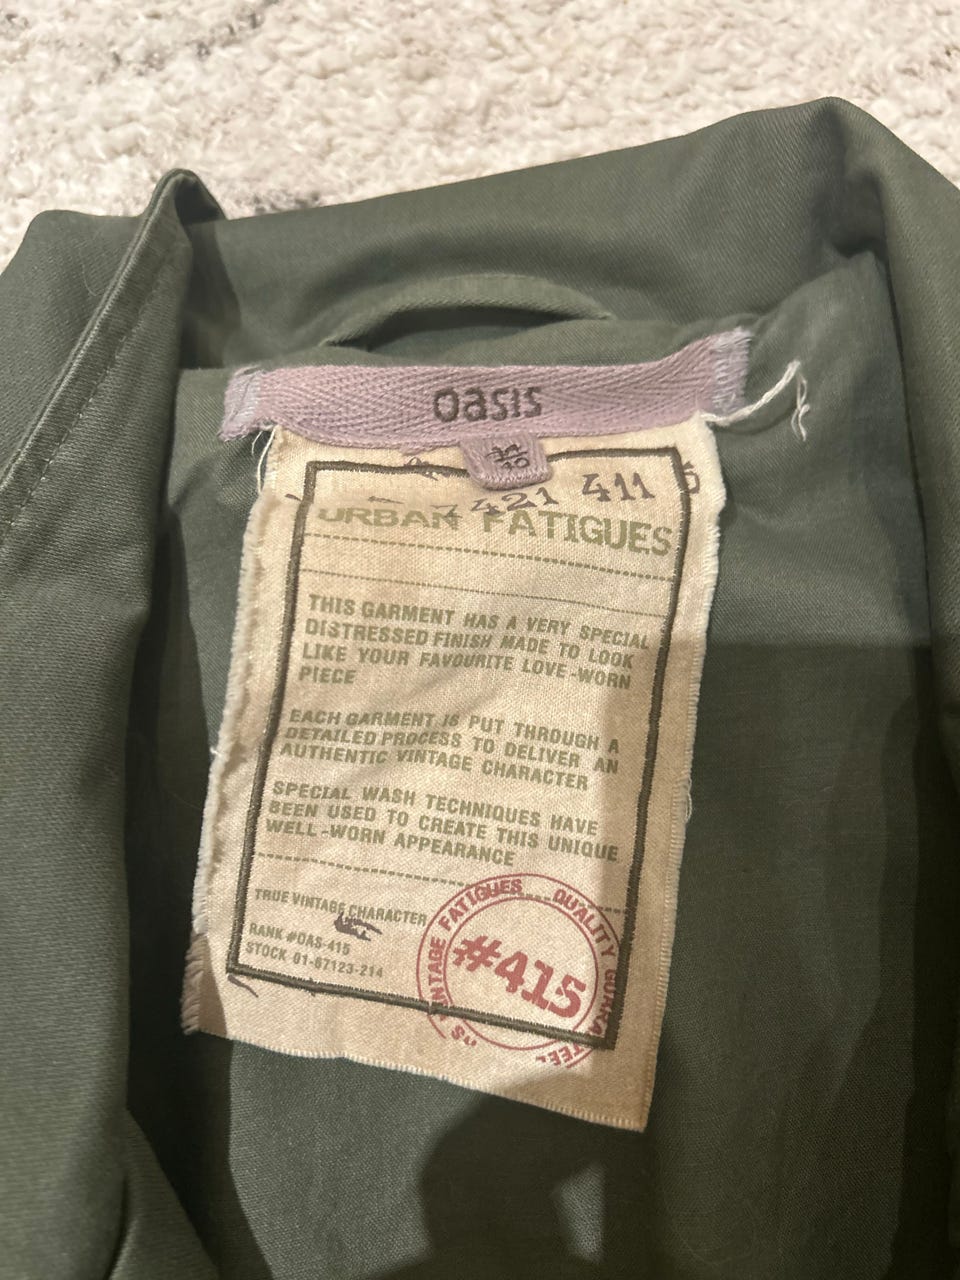 oasis
10
7421 411
URBAN FATIGUES
THIS GARMENT HAS A VERY SPECIAL
DISTRESSED FINISH MADE TO LOOK
LIKE YOUR FAVOURITE LOVE-WORN
PIECE
EACH GARMENT IS PUT THROUGH A
DETAILED PROCESS TO DELIVER AN
AUTHENTIC VINTAGE CHARACTER
SPECIAL WASH TECHNIQUES HAVE
BEEN USED TO CREATE THIS UNIQUE
WELL-WORN APPEARANCE
TRUE VINTAGE CHARACTER
RANK #OAS-415
STOCK 01-67123-214
VINTAGE FATIGUES QUALITY
#415